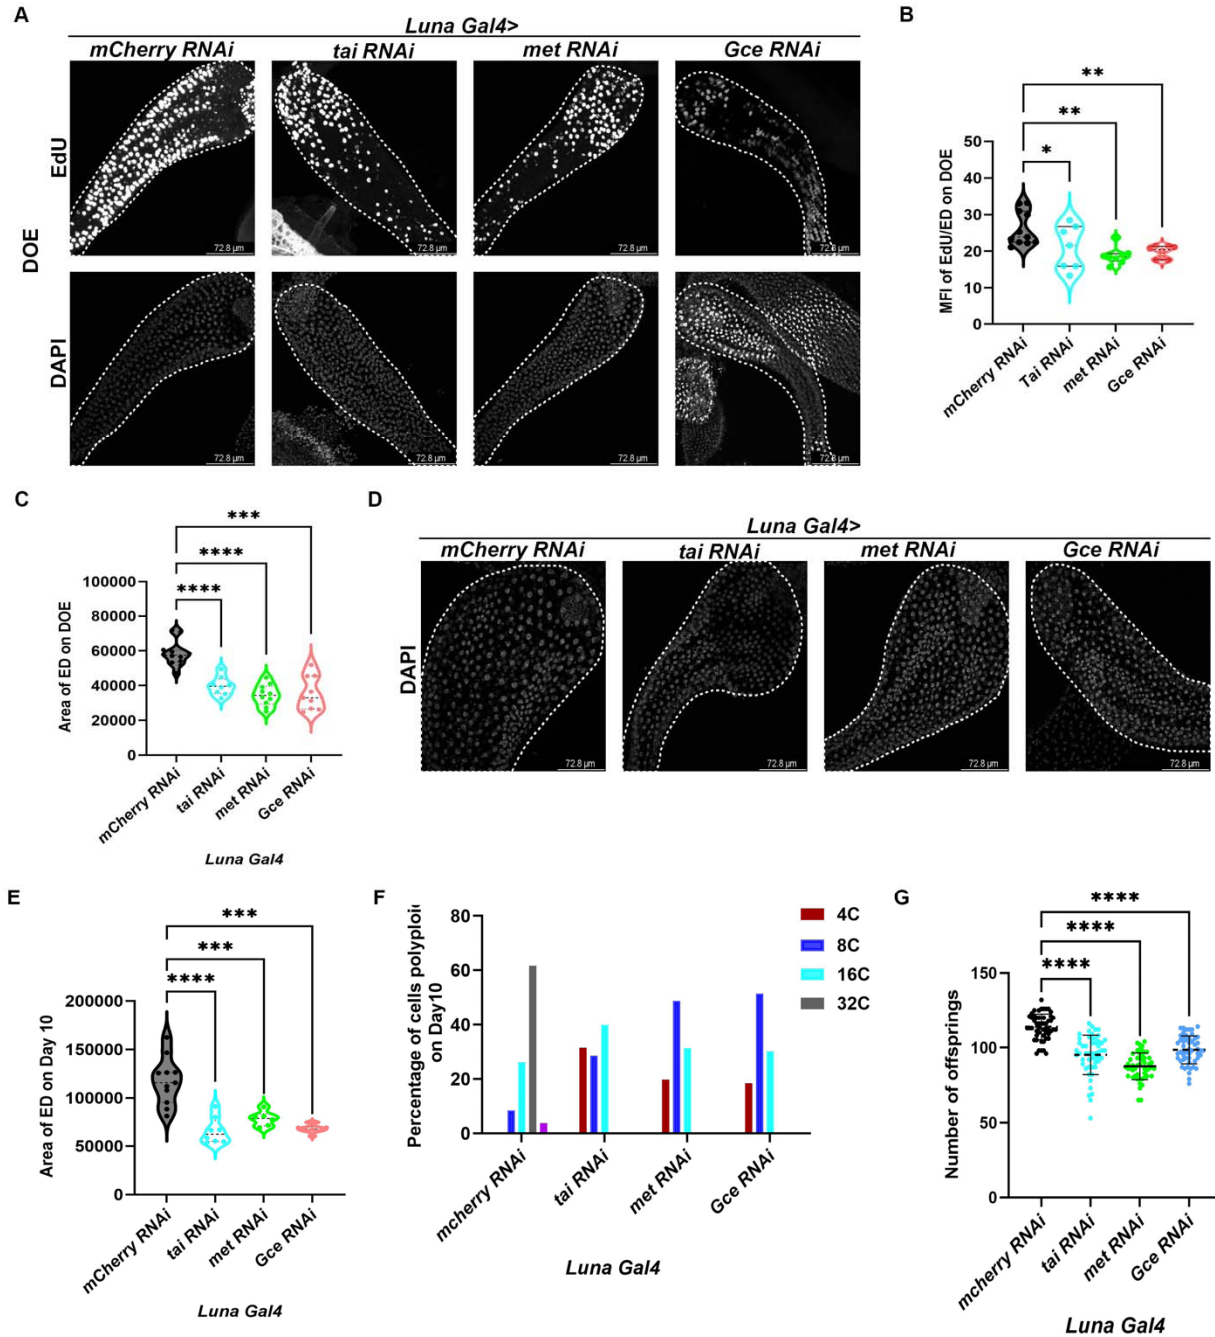 A
Luna Gal4>
mCherry RNAi
tai RNAi
met RNAi
Gce RNAi
DOE
EdU
72.8 μm
72.8 μm
72.8 μm
72.8 μm
DAPI
72.8 μm
72.8 μm
72.8 μm
72.8 μm
B
**
**
*
MFI of EdU/ED on DOE
50
40
30
20
10
0
mCherry RNAi
Tai RNAi
met RNAi
Gce RNAi
C
***
****
****
Area of ED on DOE
100000
80000
60000
40000
20000
0
mCherry RNAi
tai RNAi
met RNAi
Gce RNAi
Luna Gal4
D
Luna Gal4>
mCherry RNAi
tai RNAi
met RNAi
Gce RNAi
DAPI
72.8 μm
72.8 μm
72.8 μm
72.8 μm
E
***
***
****
Area of ED on Day 10
200000
150000
100000
50000
0
mCherry RNAi
tai RNAi
met RNAi
Gce RNAi
Luna Gal4
F
Percentage of cells polyploi
on Day10
80
60
40
20
0
4C
8C
16C
32C
mcherry RNAi
tai RNAi
met RNAi
Gce RNAi
Luna Gal4
G
****
****
****
Number of offsprings
150
100
50
0
mcherry RNAi
tai RNAi
met RNAi
Gce RNAi
Luna Gal4